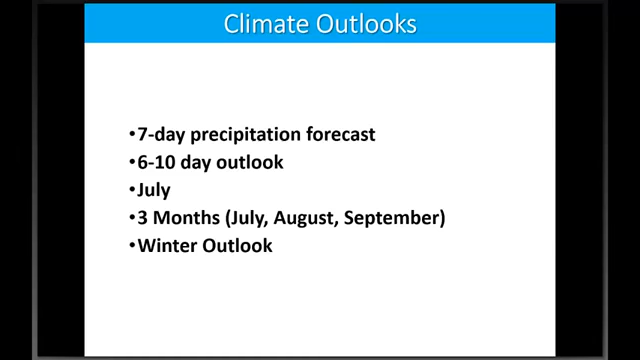 Climate Outlooks
•7-day precipitation forecast
•6-10 day outlook
•July
•3 Months (July, August, September)
•Winter Outlook